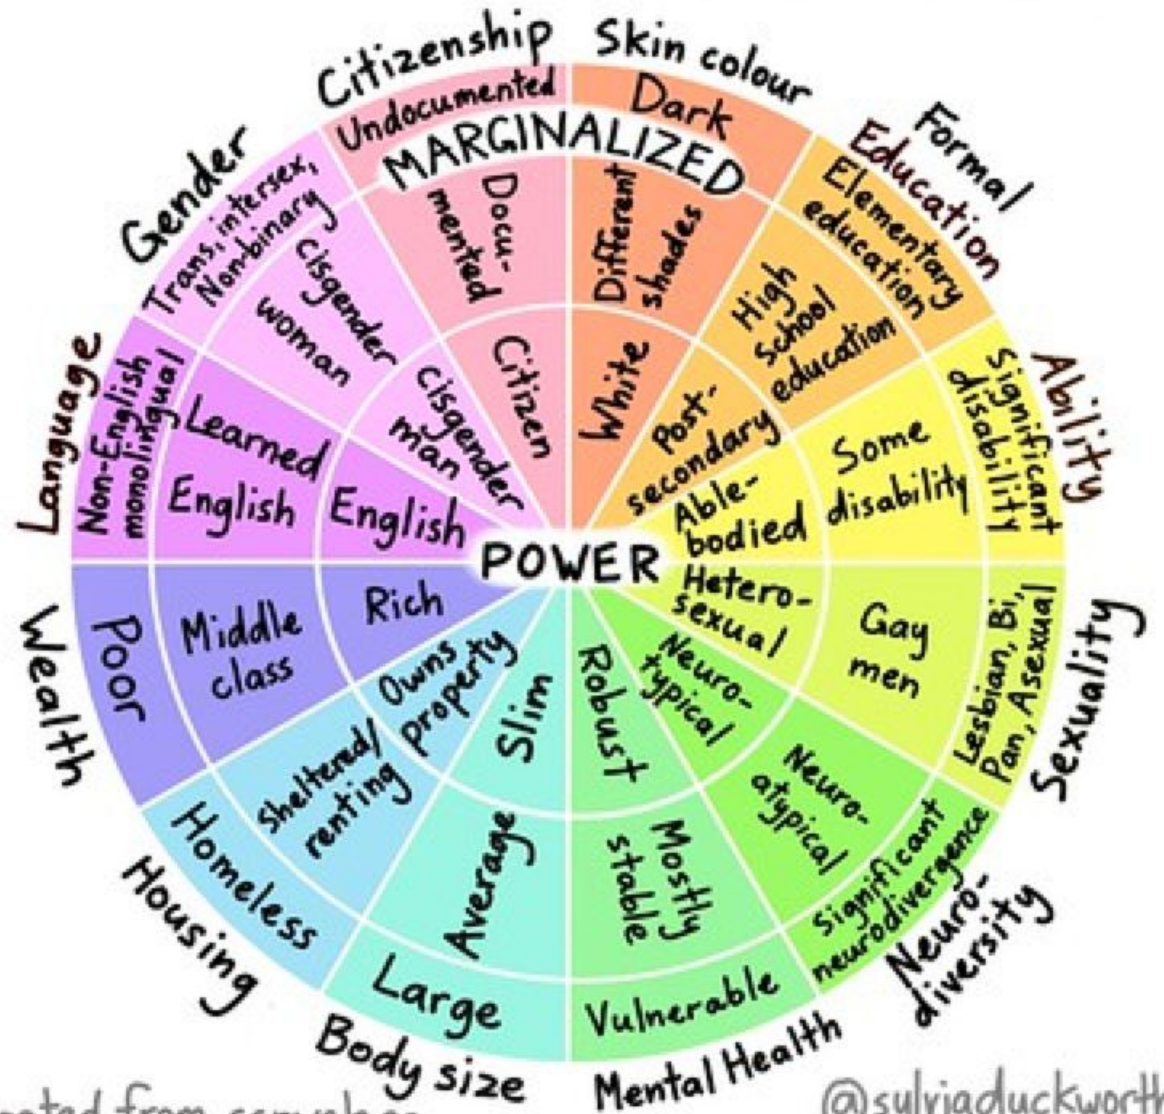 Citizenship
Undocumented
Docu-
mented
Citizen
Skin colour
Dark
Different
shades
White
Formal
Education
Elementary
education
High
school
education
Post-
secondary
Ability
Significant
disability
Some
disability
Able-
bodied
Sexuality
Lesbian, Bi,
Pan, Asexual
Gay
men
Hetero-
sexual
Neuro-
diversity
Significant
neurodivergence
Neuro-
atypical
Neuro-
typical
Mental Health
Vulnerable
Mostly
stable
Robust
Body size
Large
Average
Slim
Housing
Homeless
Sheltered/
renting
Owns
property
Wealth
Poor
Middle
class
Rich
Language
Non-English
monolingual
Learned
English
English
Gender
Trans, intersex,
Non-binary
cisgender
woman
cisgender
man
MARGINALIZED
POWER
from
@sylviaduckworth